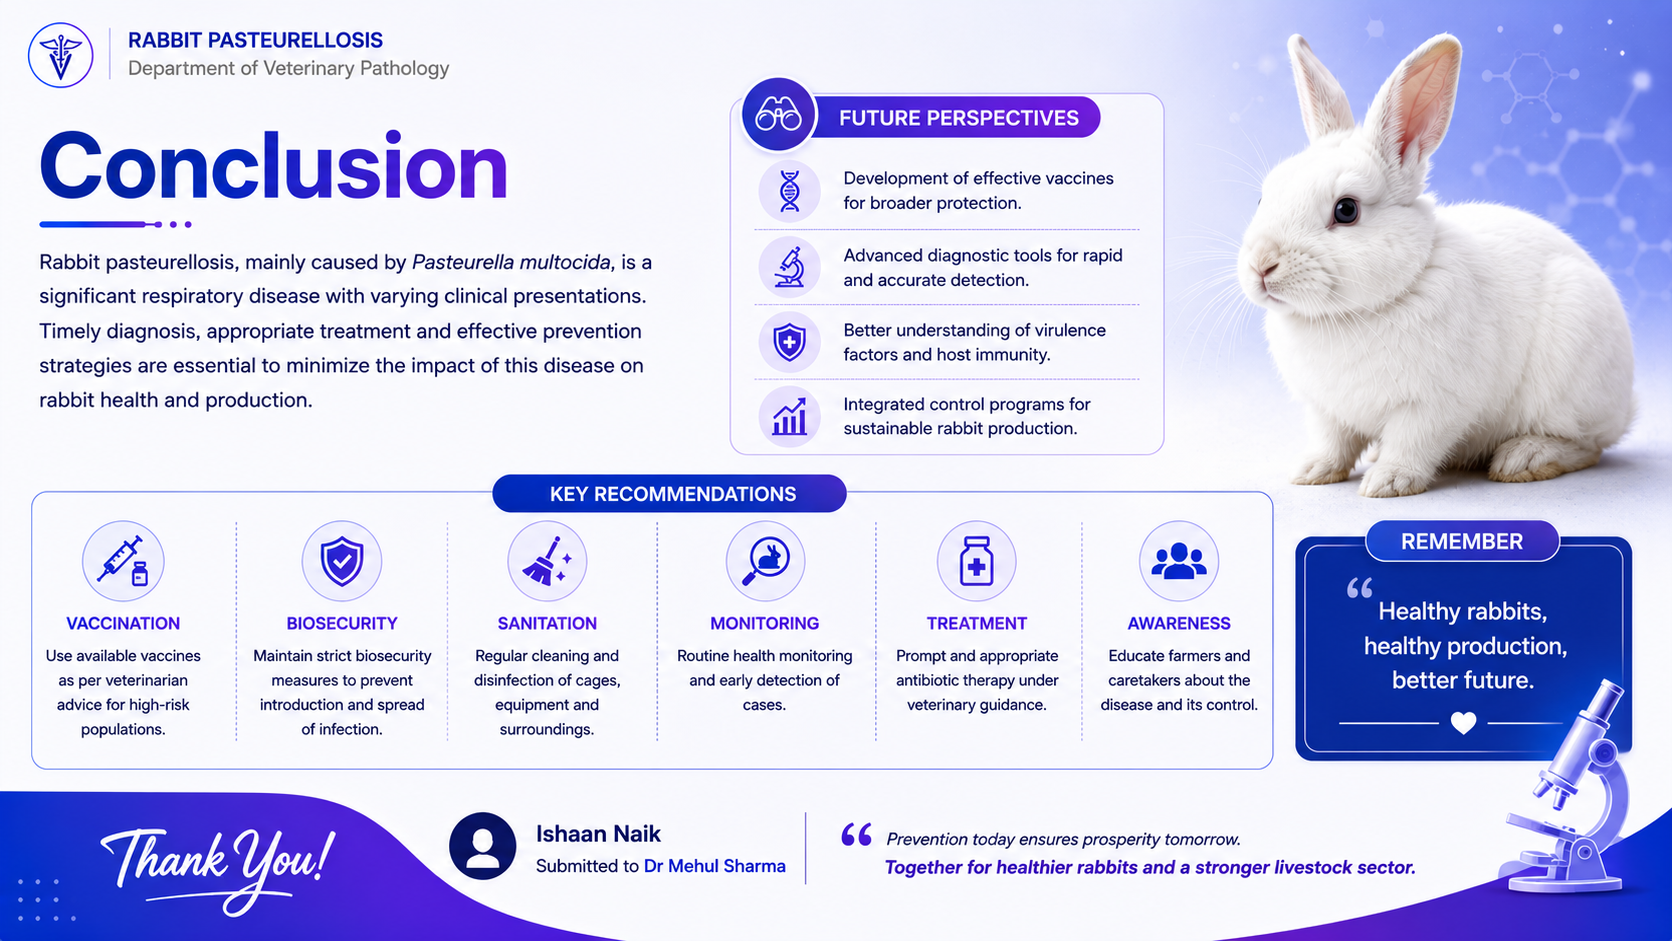 RABBIT PASTEURELLOSIS
Department of Veterinary Pathology
Conclusion
Rabbit pasteurellosis, mainly caused by Pasteurella multocida, is a
significant respiratory disease with varying clinical presentations.
Timely diagnosis, appropriate treatment and effective prevention
strategies are essential to minimize the impact of this disease on
rabbit health and production.
FUTURE PERSPECTIVES
Development of effective vaccines
for broader protection.
Advanced diagnostic tools for rapid
and accurate detection.
Better understanding of virulence
factors and host immunity.
Integrated control programs for
sustainable rabbit production.
KEY RECOMMENDATIONS
VACCINATION
Use available vaccines
as per veterinarian
advice for high-risk
populations.
BIOSECURITY
Maintain strict biosecurity
measures to prevent
introduction and spread
of infection.
SANITATION
Regular cleaning and
disinfection of cages,
equipment and
surroundings.
MONITORING
Routine health monitoring
and early detection of
cases.
TREATMENT
Prompt and appropriate
antibiotic therapy under
veterinary guidance.
AWARENESS
Educate farmers and
caretakers about the
disease and its control.
REMEMBER
“
Healthy rabbits,
healthy production,
better future.
Thank You!
Ishaan Naik
Submitted to Dr Mehul Sharma
“ Prevention today ensures prosperity tomorrow.
Together for healthier rabbits and a stronger livestock sector.